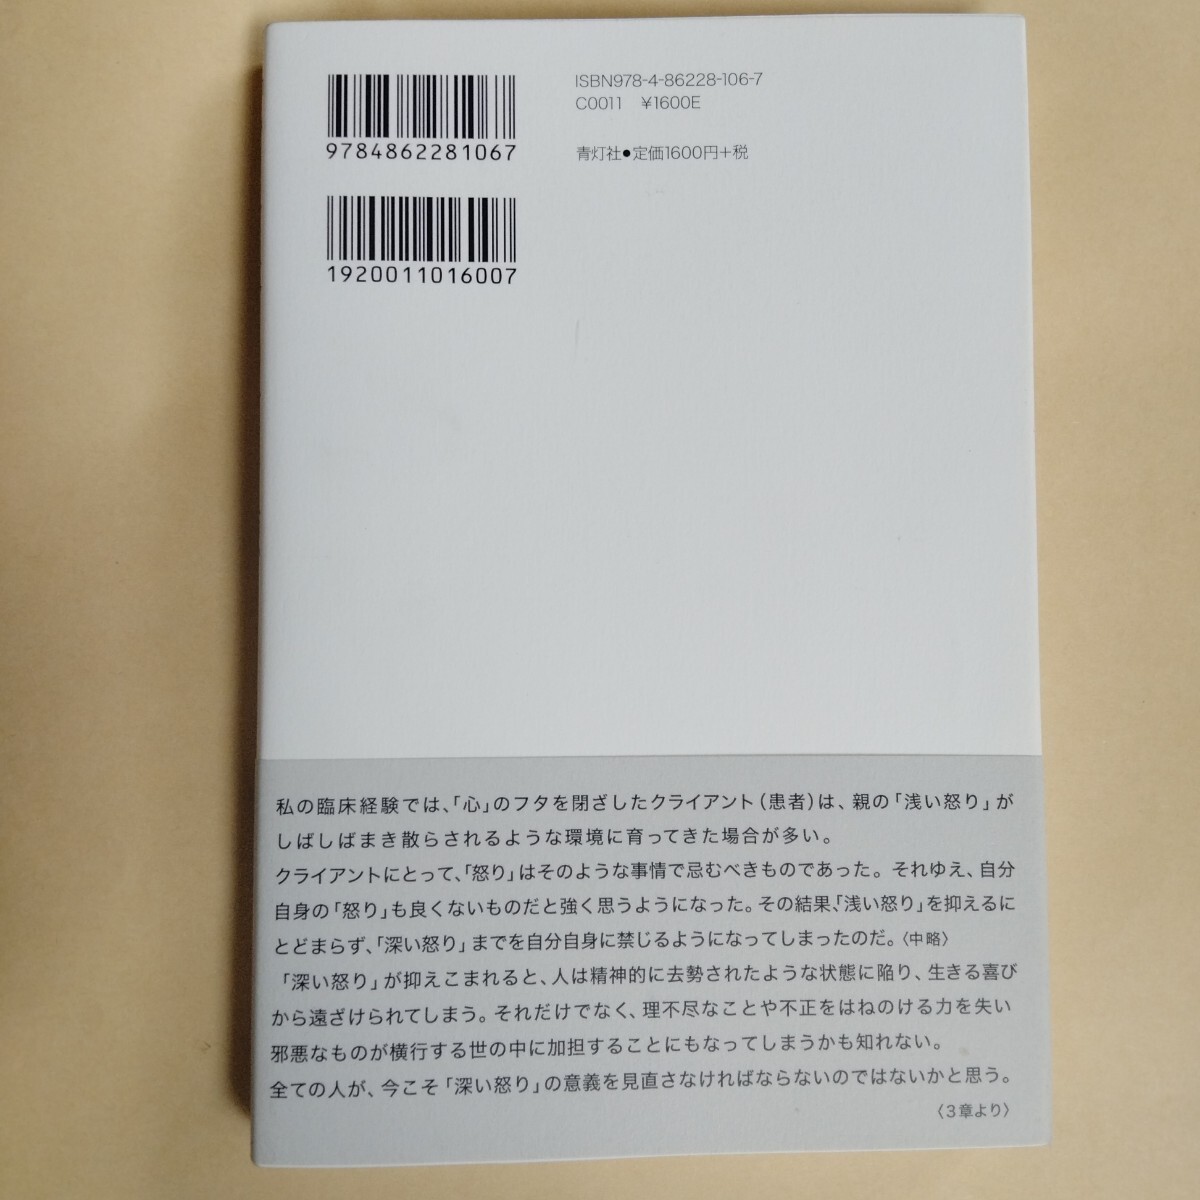 9784862281067
1920011016007
ISBN978-4-86228-106-7
C0011 ¥1600E
青灯社●定価1600円+税
私の臨床経験では、「心」のフタを閉ざしたクライアント(患者)は、親の「浅い怒り」が
しばしばまき散らされるような環境に育ってきた場合が多い。
クライアントにとって、「怒り」はそのような事情で忌むべきものであった。それゆえ、自分
自身の「怒り」も良くないものだと強く思うようになった。その結果、「浅い怒り」を抑えるに
とどまらず、「深い怒り」までを自分自身に禁じるようになってしまったのだ。〈中略〉
「深い怒り」が抑えこまれると、人は精神的に去勢されたような状態に陥り、生きる喜び
から遠ざけられてしまう。それだけでなく、理不尽なことや不正をはねのける力を失い
邪悪なものが横行する世の中に加担することにもなってしまうかも知れない。
全ての人が、今こそ「深い怒り」の意義を見直さなければならないのではないかと思う。
〈3章より〉